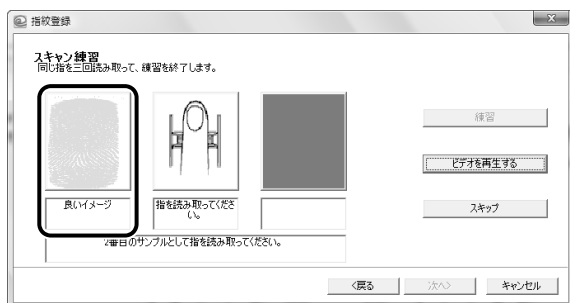 指紋登録
x
スキャン練習
同じ指を三回読み取って、練習を終了します。
練習
ビデオを再生する
スキップ
良いイメージ
指を読み取ってくださ
い。
2番目のサンプルとして指を読み取ってください。
<戻る
次へ>
キャンセル